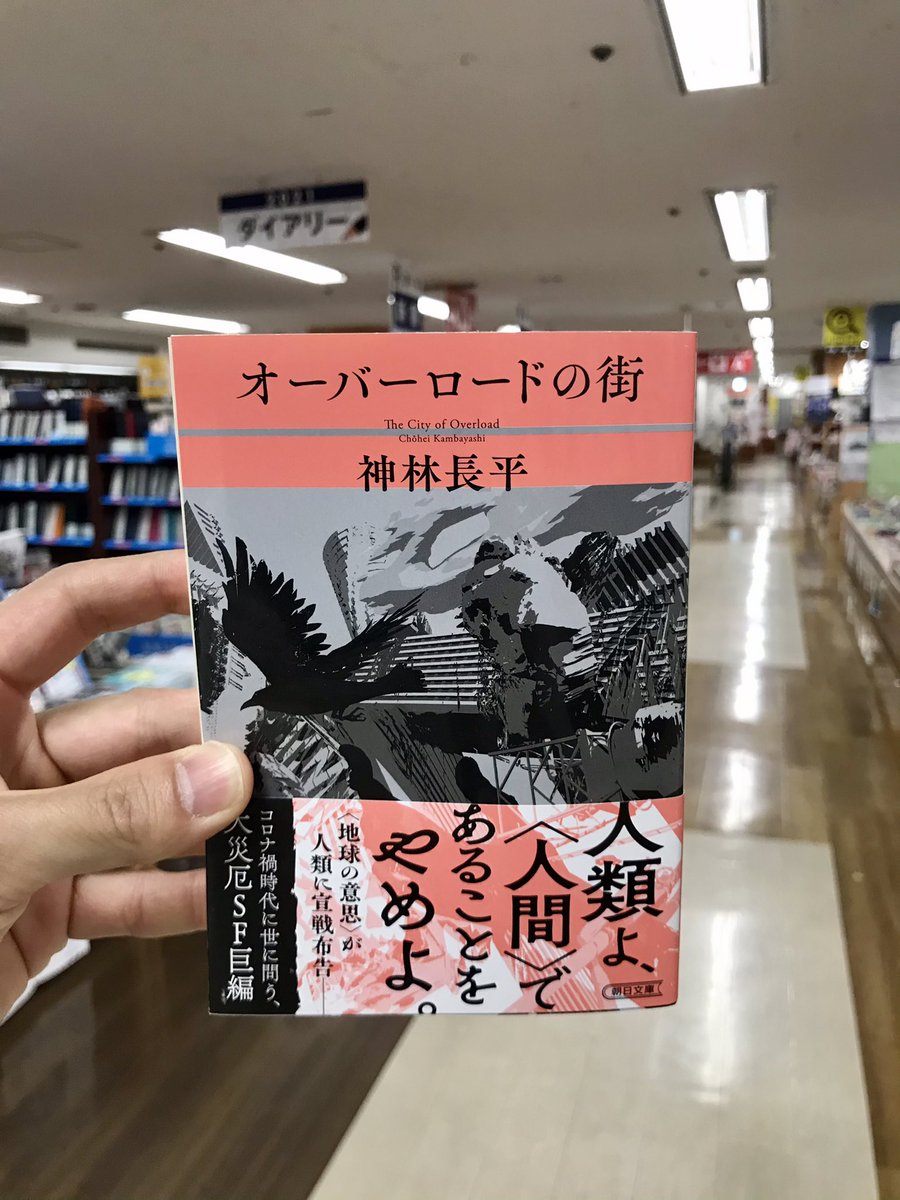 2021
ダイアリー
オーバーロードの街
The City of Overload
Chōhei Kambayashi
神林長平
人類よ、
〈人間〉で
あることを
やめよ。
〈地球の意思〉が
人類に宣戦布告――
コロナ禍時代に世に問う、
大災厄SF巨編
朝日文庫